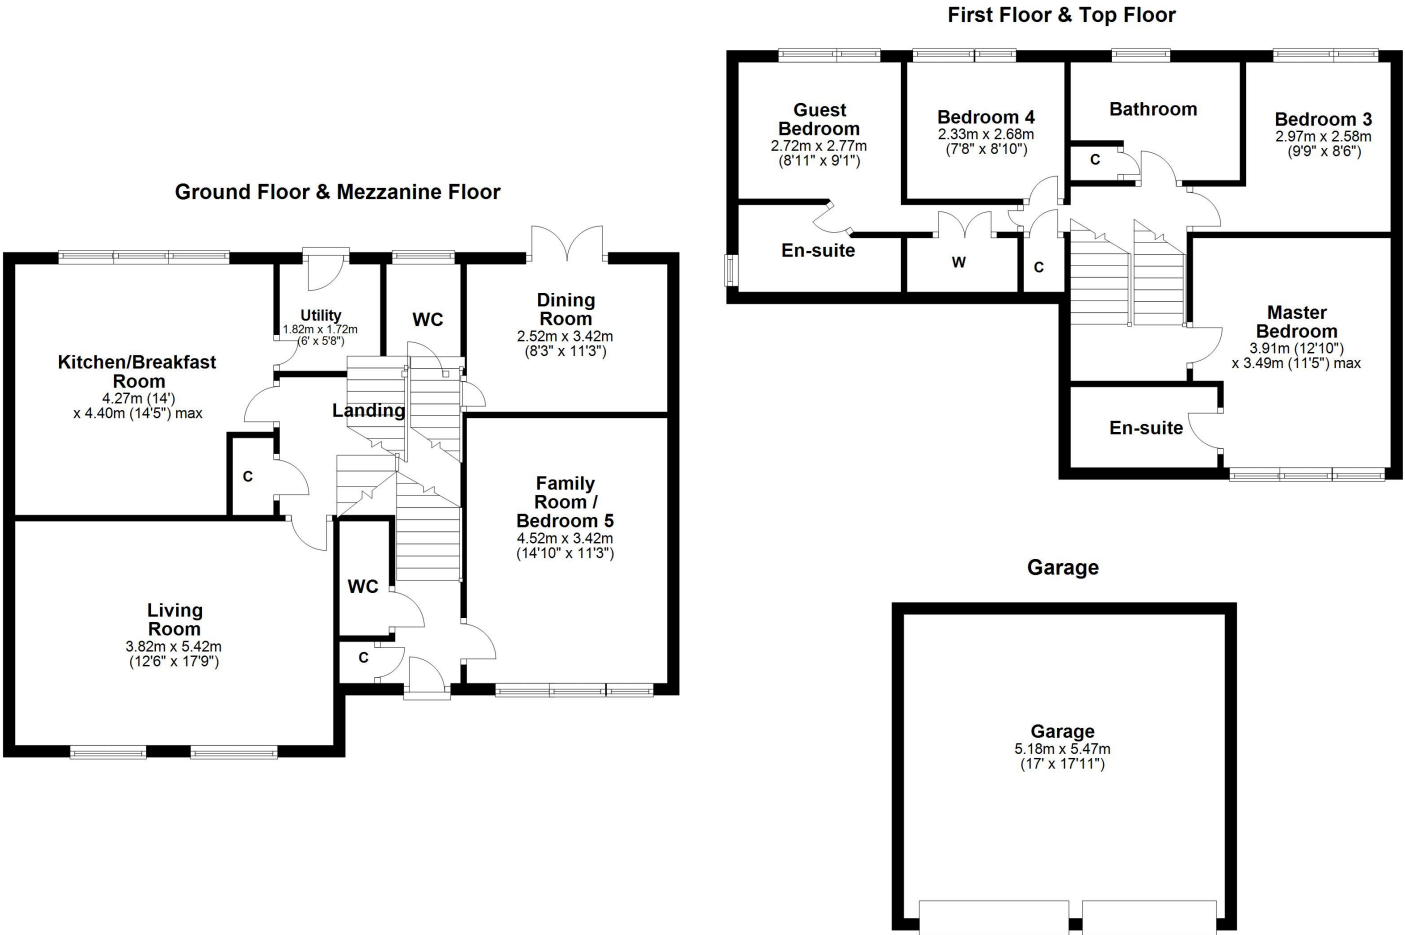 First Floor & Top Floor
Guest
Bedroom
2.72m x 2.77m
(8'11" x 9'1")
Bedroom 4
2.33m x 2.68m
(7'8" x 8'10")
Bathroom
C
Bedroom 3
2.97m x 2.58m
(9'9" x 8'6")
En-suite
W
C
Master
Bedroom
3.91m (12'10")
x 3.49m (11'5") max
En-suite
Ground Floor & Mezzanine Floor
Kitchen/Breakfast
Room
4.27m (14')
x 4.40m (14'5") max
Utility
1.82m x 1.72m
(6' x 5'8")
WC
Dining
Room
2.52m x 3.42m
(8'3" x 11'3")
Landing
C
Family
Room /
Bedroom 5
4.52m x 3.42m
(14'10" x 11'3")
WC
Living
Room
3.82m x 5.42m
(12'6" x 17'9")
C
Garage
Garage
5.18m x 5.47m
(17' x 17'11")